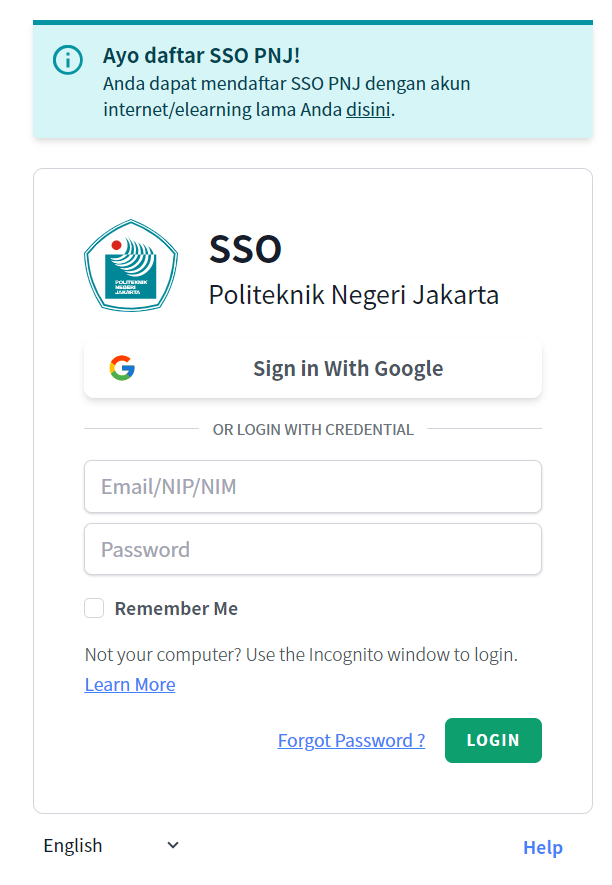 Ayo daftar SSO PNJ!
Anda dapat mendaftar SSO PNJ dengan akun
internet/elearning lama Anda disini.
POLITEKNIK
NEGERI
JAKARTA
SSO
Politeknik Negeri Jakarta
Sign in With Google
OR LOGIN WITH CREDENTIAL
Email/NIP/NIM
Password
Remember Me
Not your computer? Use the Incognito window to login.
Learn More
Forgot Password ?
LOGIN
English
Help